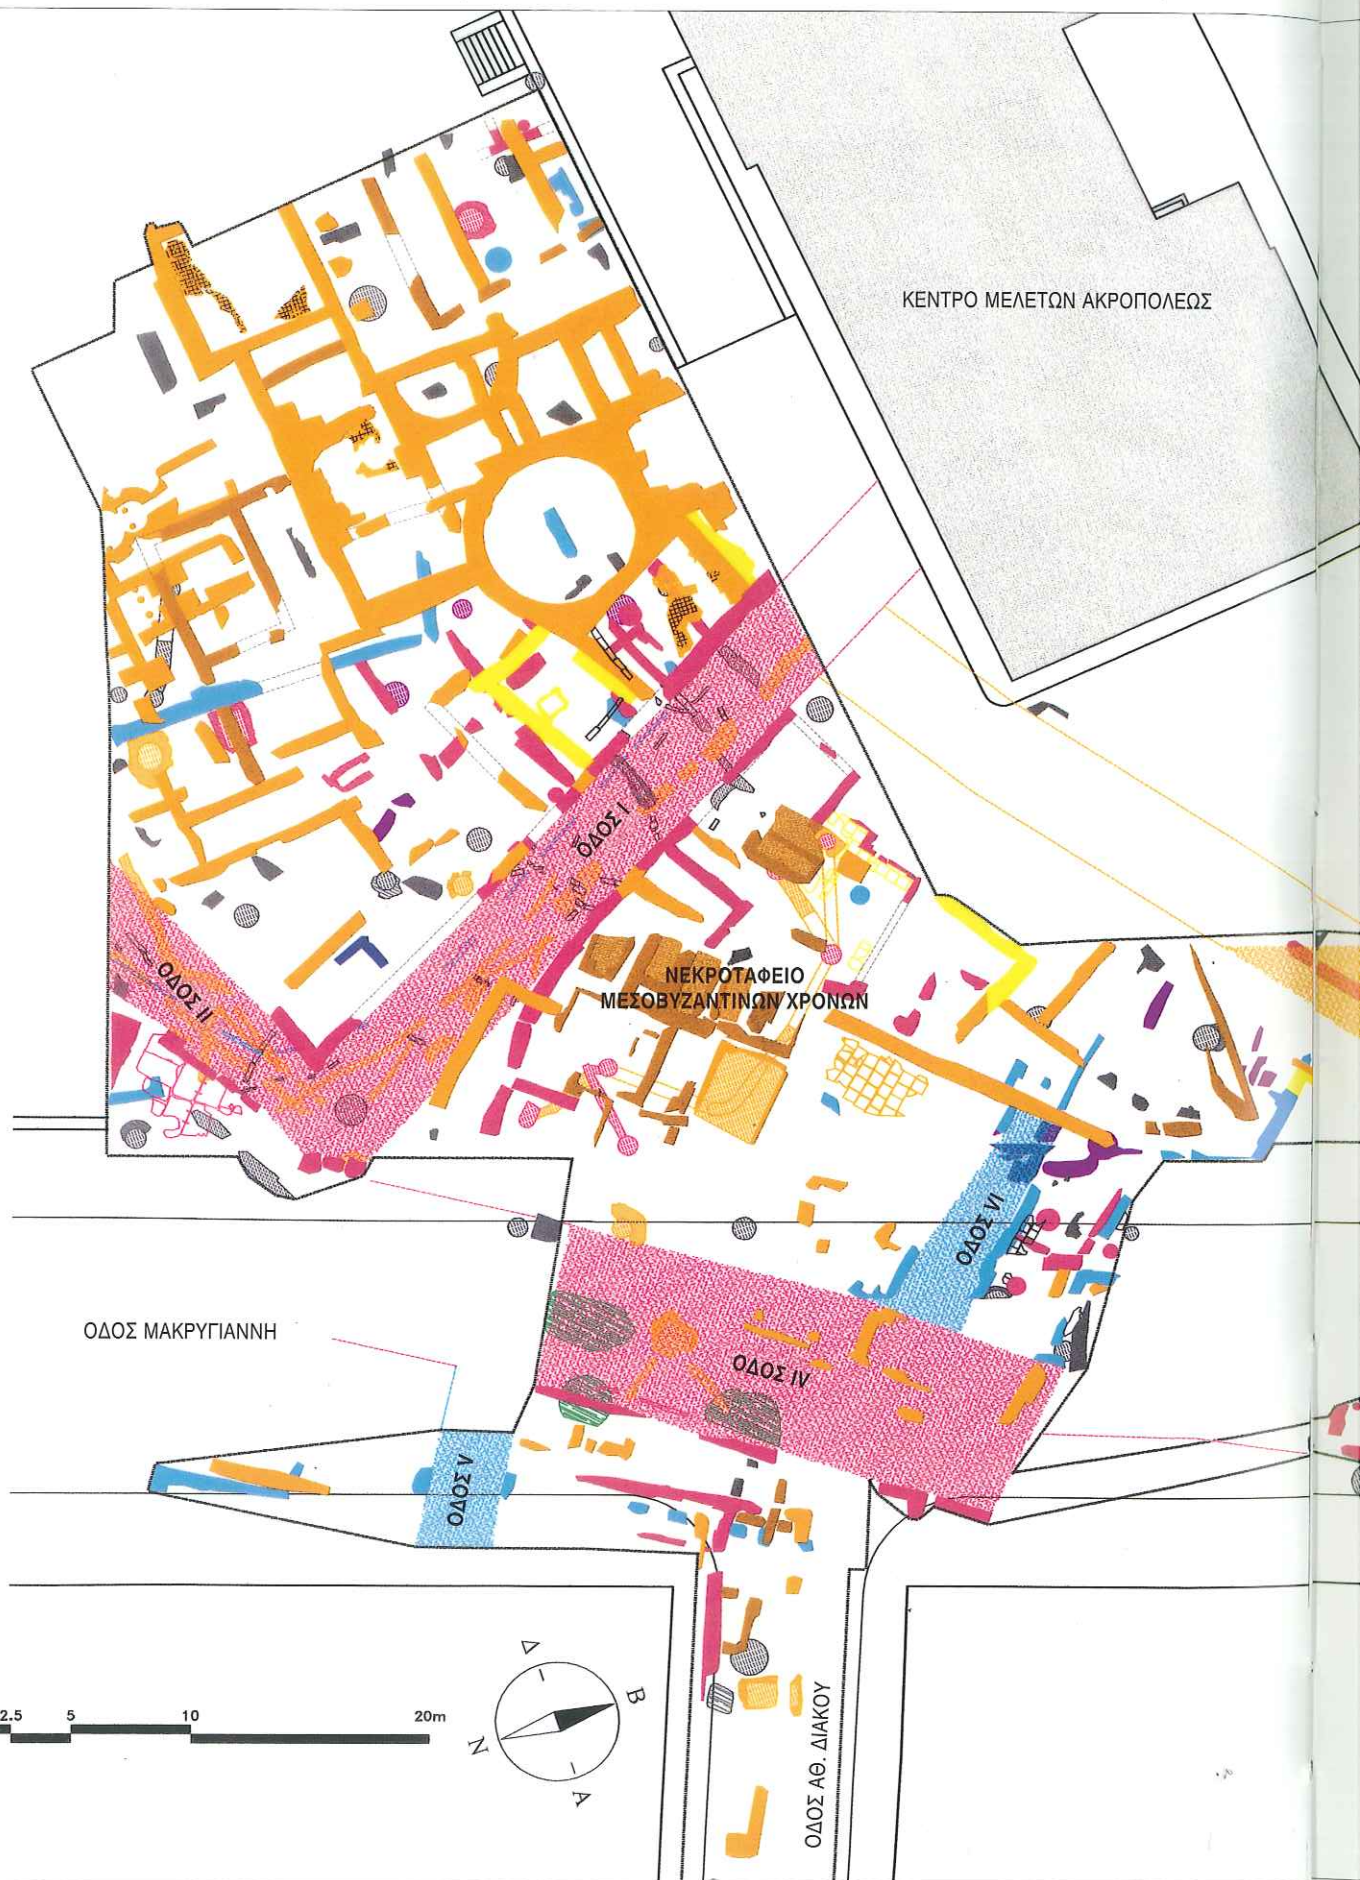 ΚΕΝΤΡΟ ΜΕΛΕΤΩΝ ΑΚΡΟΠΟΛΕΩΣ
ΟΔΟΣ Ι
ΟΔΟΣ ΙΙ
ΝΕΚΡΟΤΑΦΕΙΟ
ΜΕΣΟΒΥΖΑΝΤΙΝΩΝ ΧΡΟΝΩΝ
ΟΔΟΣ VI
ΟΔΟΣ ΜΑΚΡΥΓΙΑΝΝΗ
ΟΔΟΣ IV
ΟΔΟΣ V
Δ
Β
Ν
Α
2.5 5 10 20m
ΟΔΟΣ ΑΘ. ΔΙΑΚΟΥ